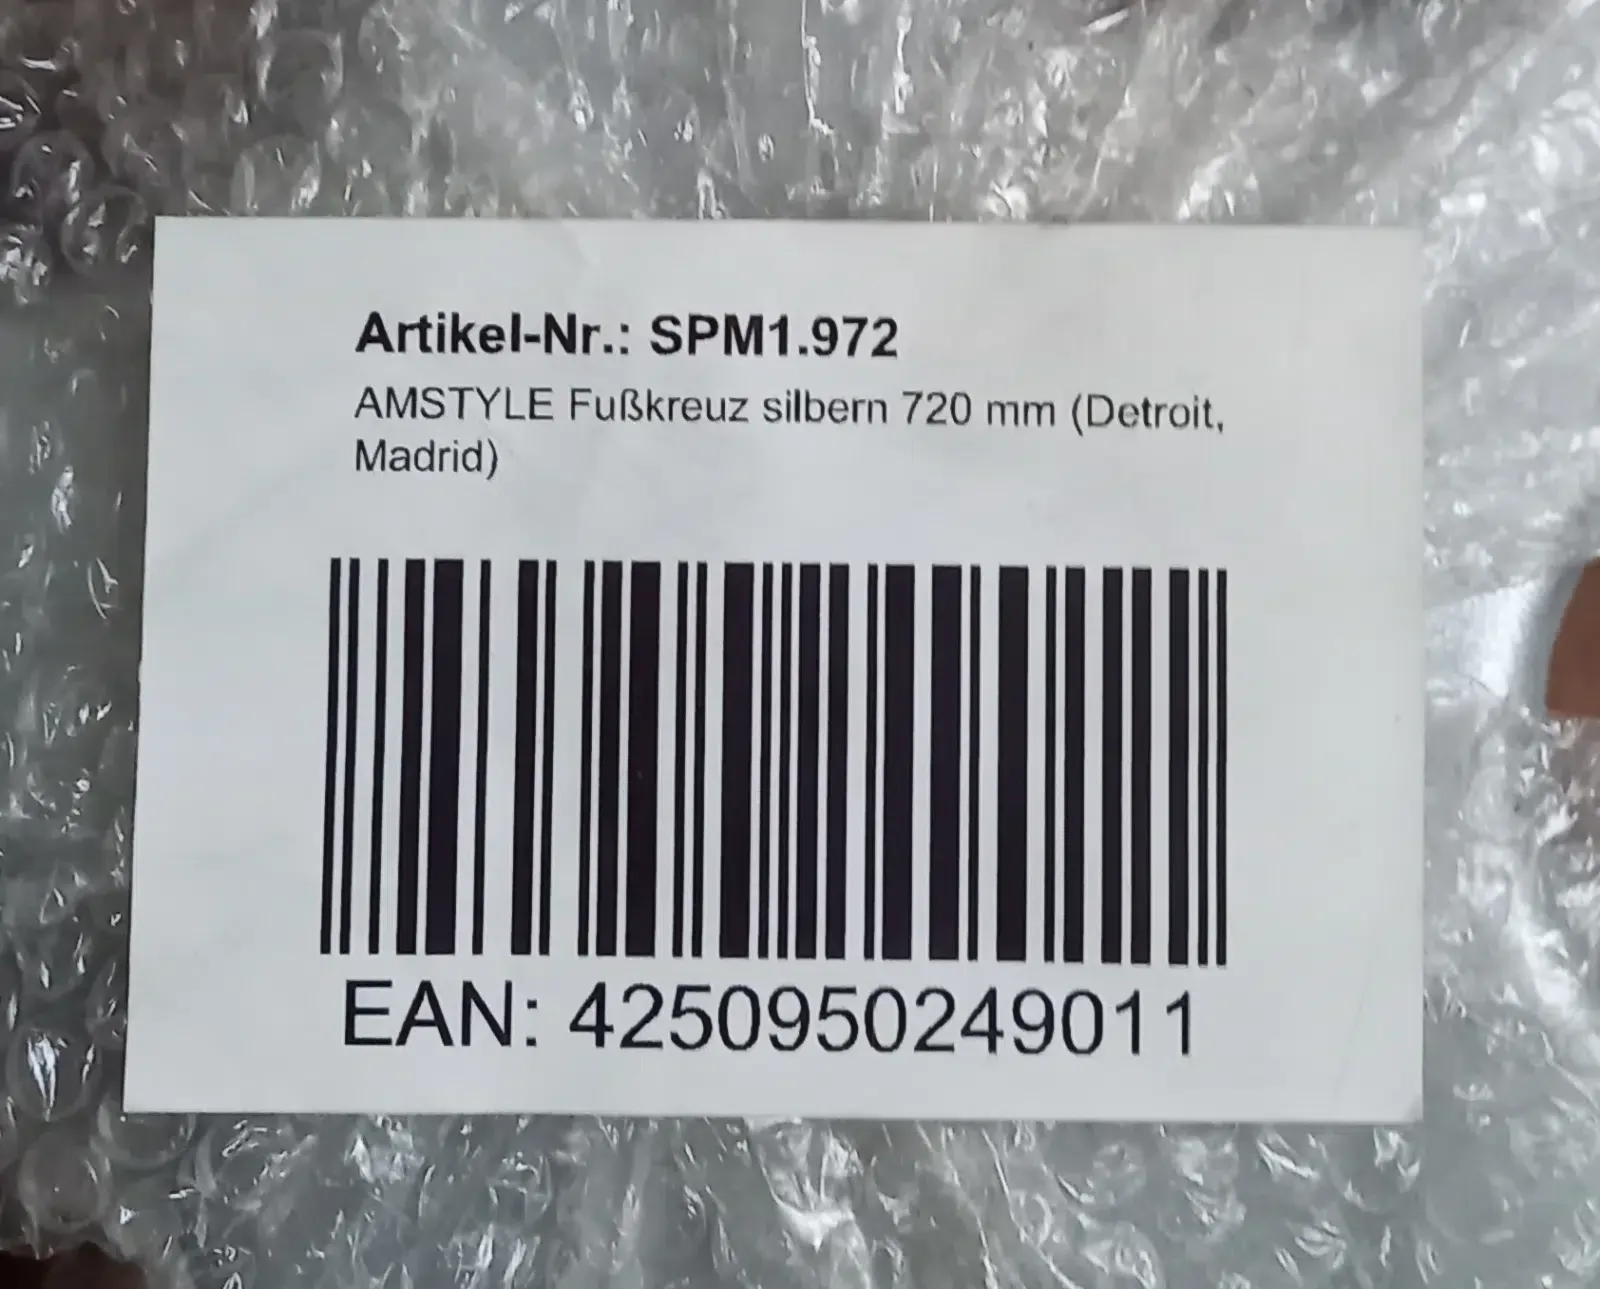 Artikel-Nr.: SPM1.972
AMSTYLE Fußkreuz silbern 720 mm (Detroit,
Madrid)
EAN: 4250950249011